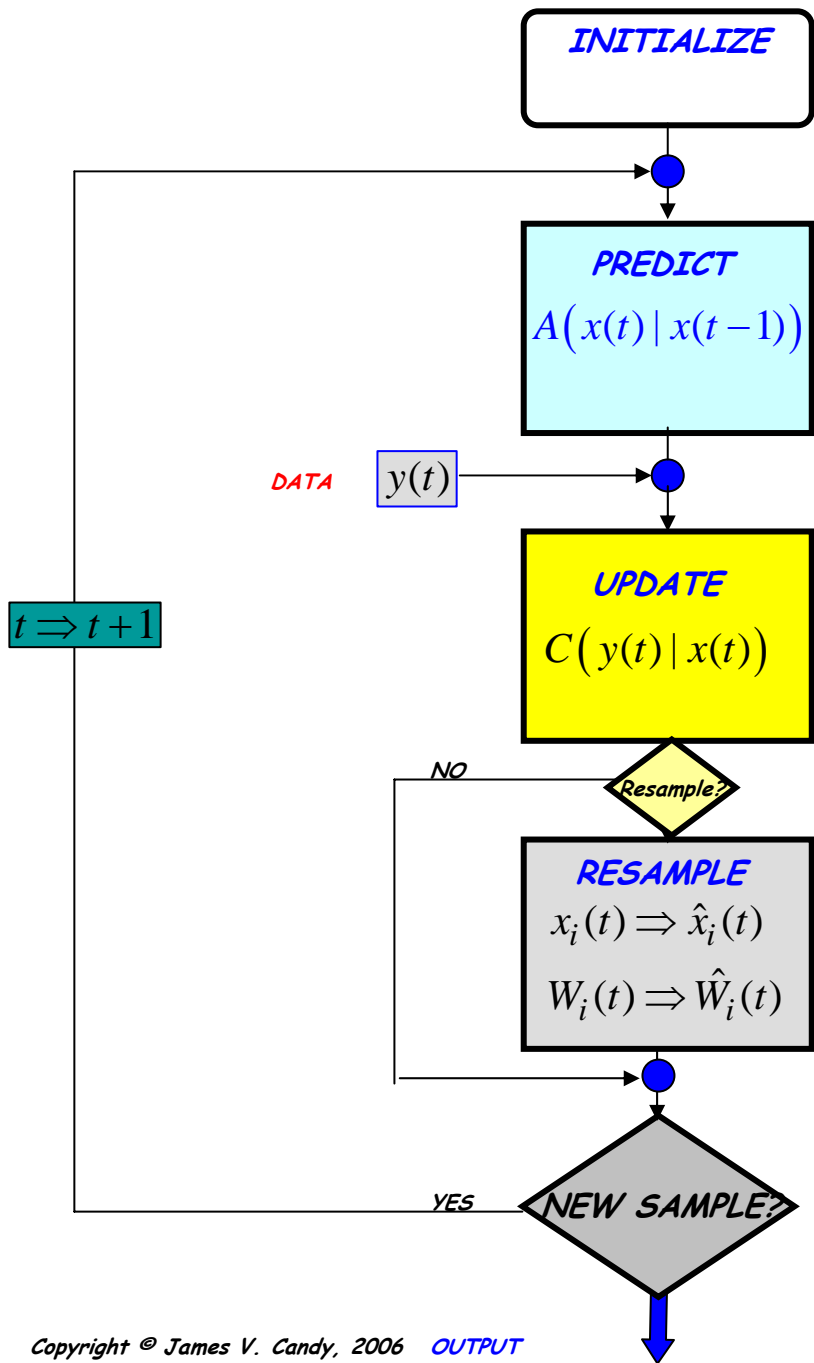 INITIALIZE
PREDICT
A(x(t) | x(t − 1))
DATA
y(t)
UPDATE
C(y(t) | x(t))
t ⇒ t + 1
NO
Resample?
RESAMPLE
x_i(t) ⇒ x̂_i(t)
W_i(t) ⇒ Ŵ_i(t)
YES
NEW SAMPLE?
Copyright © James V. Candy, 2006 OUTPUT